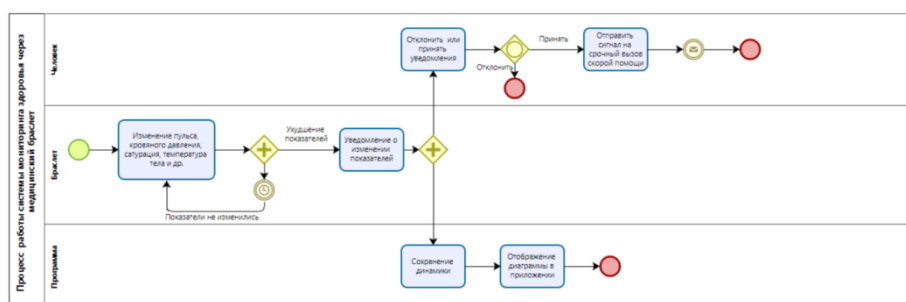 Процесс работы системы мониторинга здоровья через
медицинский браслет
Человек
Отклонить или
принять
уведомления
Принять
Отклонить
Отправить
сигнал на
срочный вызов
скорой помощи
Браслет
Изменение пульса,
кровяного давления,
сатурация, температура
тела и др.
Ухудшение
показателей
Уведомление о
изменении
показателей
Показатели не изменились
Программа
Сохранение
динамики
Отображение
диаграммы в
приложении